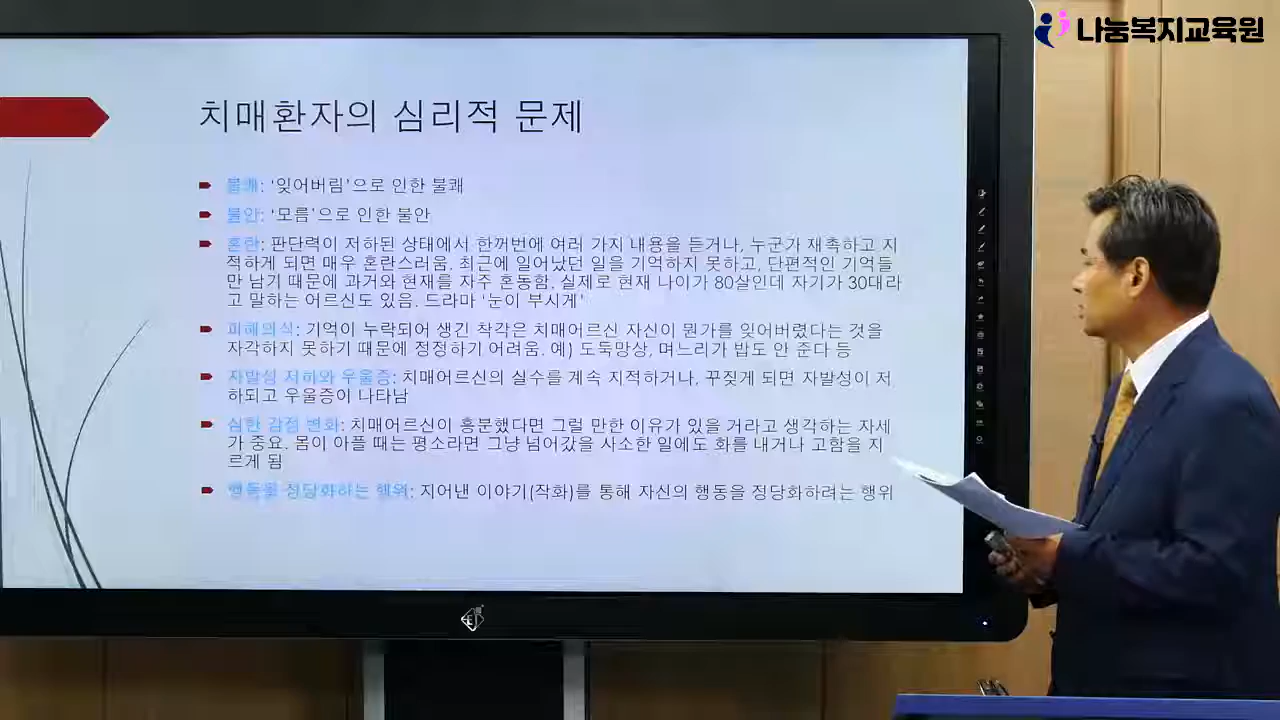 나눔복지교육원
치매환자의 심리적 문제
불쾌: '잊어버림'으로 인한 불쾌
불안: '모름'으로 인한 불안
혼란: 판단력이 저하된 상태에서 한꺼번에 여러 가지 내용을 듣거나, 누군가 재촉하고 지
적하게 되면 매우 혼란스러움. 최근에 일어났던 일을 기억하지 못하고, 단편적인 기억들
만 남기 때문에 과거와 현재를 자주 혼동함. 실제로 현재 나이가 80살인데 자기가 30대라
고 말하는 어르신도 있음. 드라마 '눈이 부시게'
피해의식: 기억이 누락되어 생긴 착각은 치매어르신 자신이 뭔가를 잊어버렸다는 것을
자각하지 못하기 때문에 정정하기 어려움. 예) 도둑망상, 며느리가 밥도 안 준다 등
자발성 저하와 우울증: 치매어르신의 실수를 계속 지적하거나, 꾸짖게 되면 자발성이 저
하되고 우울증이 나타남
심한 감정 변화: 치매어르신이 흥분했다면 그럴 만한 이유가 있을 거라고 생각하는 자세
가 중요. 몸이 아플 때는 평소라면 그냥 넘어갔을 사소한 일에도 화를 내거나 고함을 지
르게 됨
행동을 정당화하는 행위: 지어낸 이야기(작화)를 통해 자신의 행동을 정당화하려는 행위